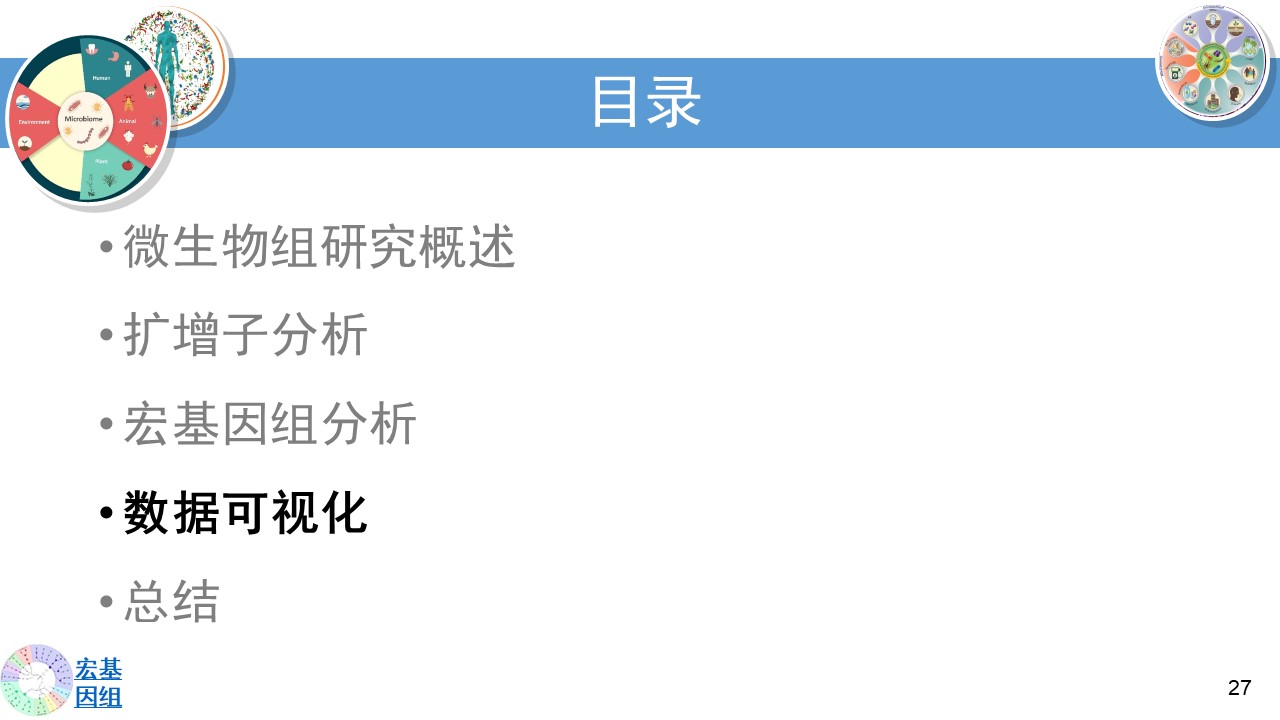 目录
Human
Environment
Microbiome
Animal
Plant
•微生物组研究概述
•扩增子分析
•宏基因组分析
•数据可视化
•总结
宏基
因组
27